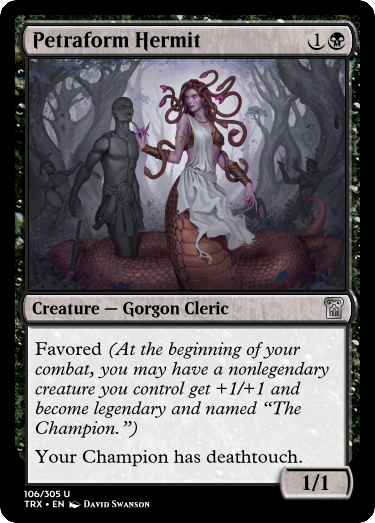 Petraform Hermit 1
Creature — Gorgon Cleric
Favored (At the beginning of your
combat, you may have a nonlegendary
creature you control get +1/+1 and
become legendary and named “The
Champion.”)
Your Champion has deathtouch.
1/1
106/305 U
TRX • EN David Swanson